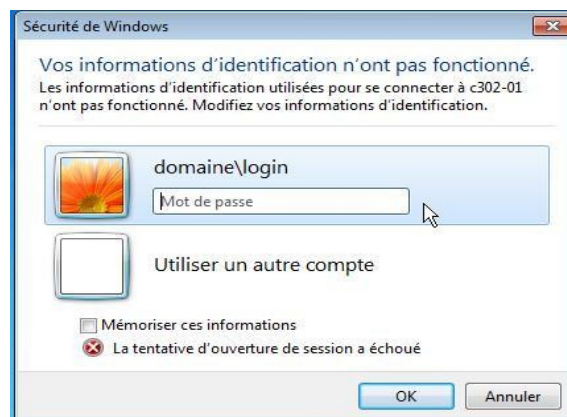 Sécurité de Windows
Vos informations d'identification n'ont pas fonctionné.
Les informations d'identification utilisées pour se connecter à c302-01
n'ont pas fonctionné. Modifiez vos informations d'identification.
domaine\login
Mot de passe
Utiliser un autre compte
Mémoriser ces informations
La tentative d'ouverture de session a échoué
OK
Annuler